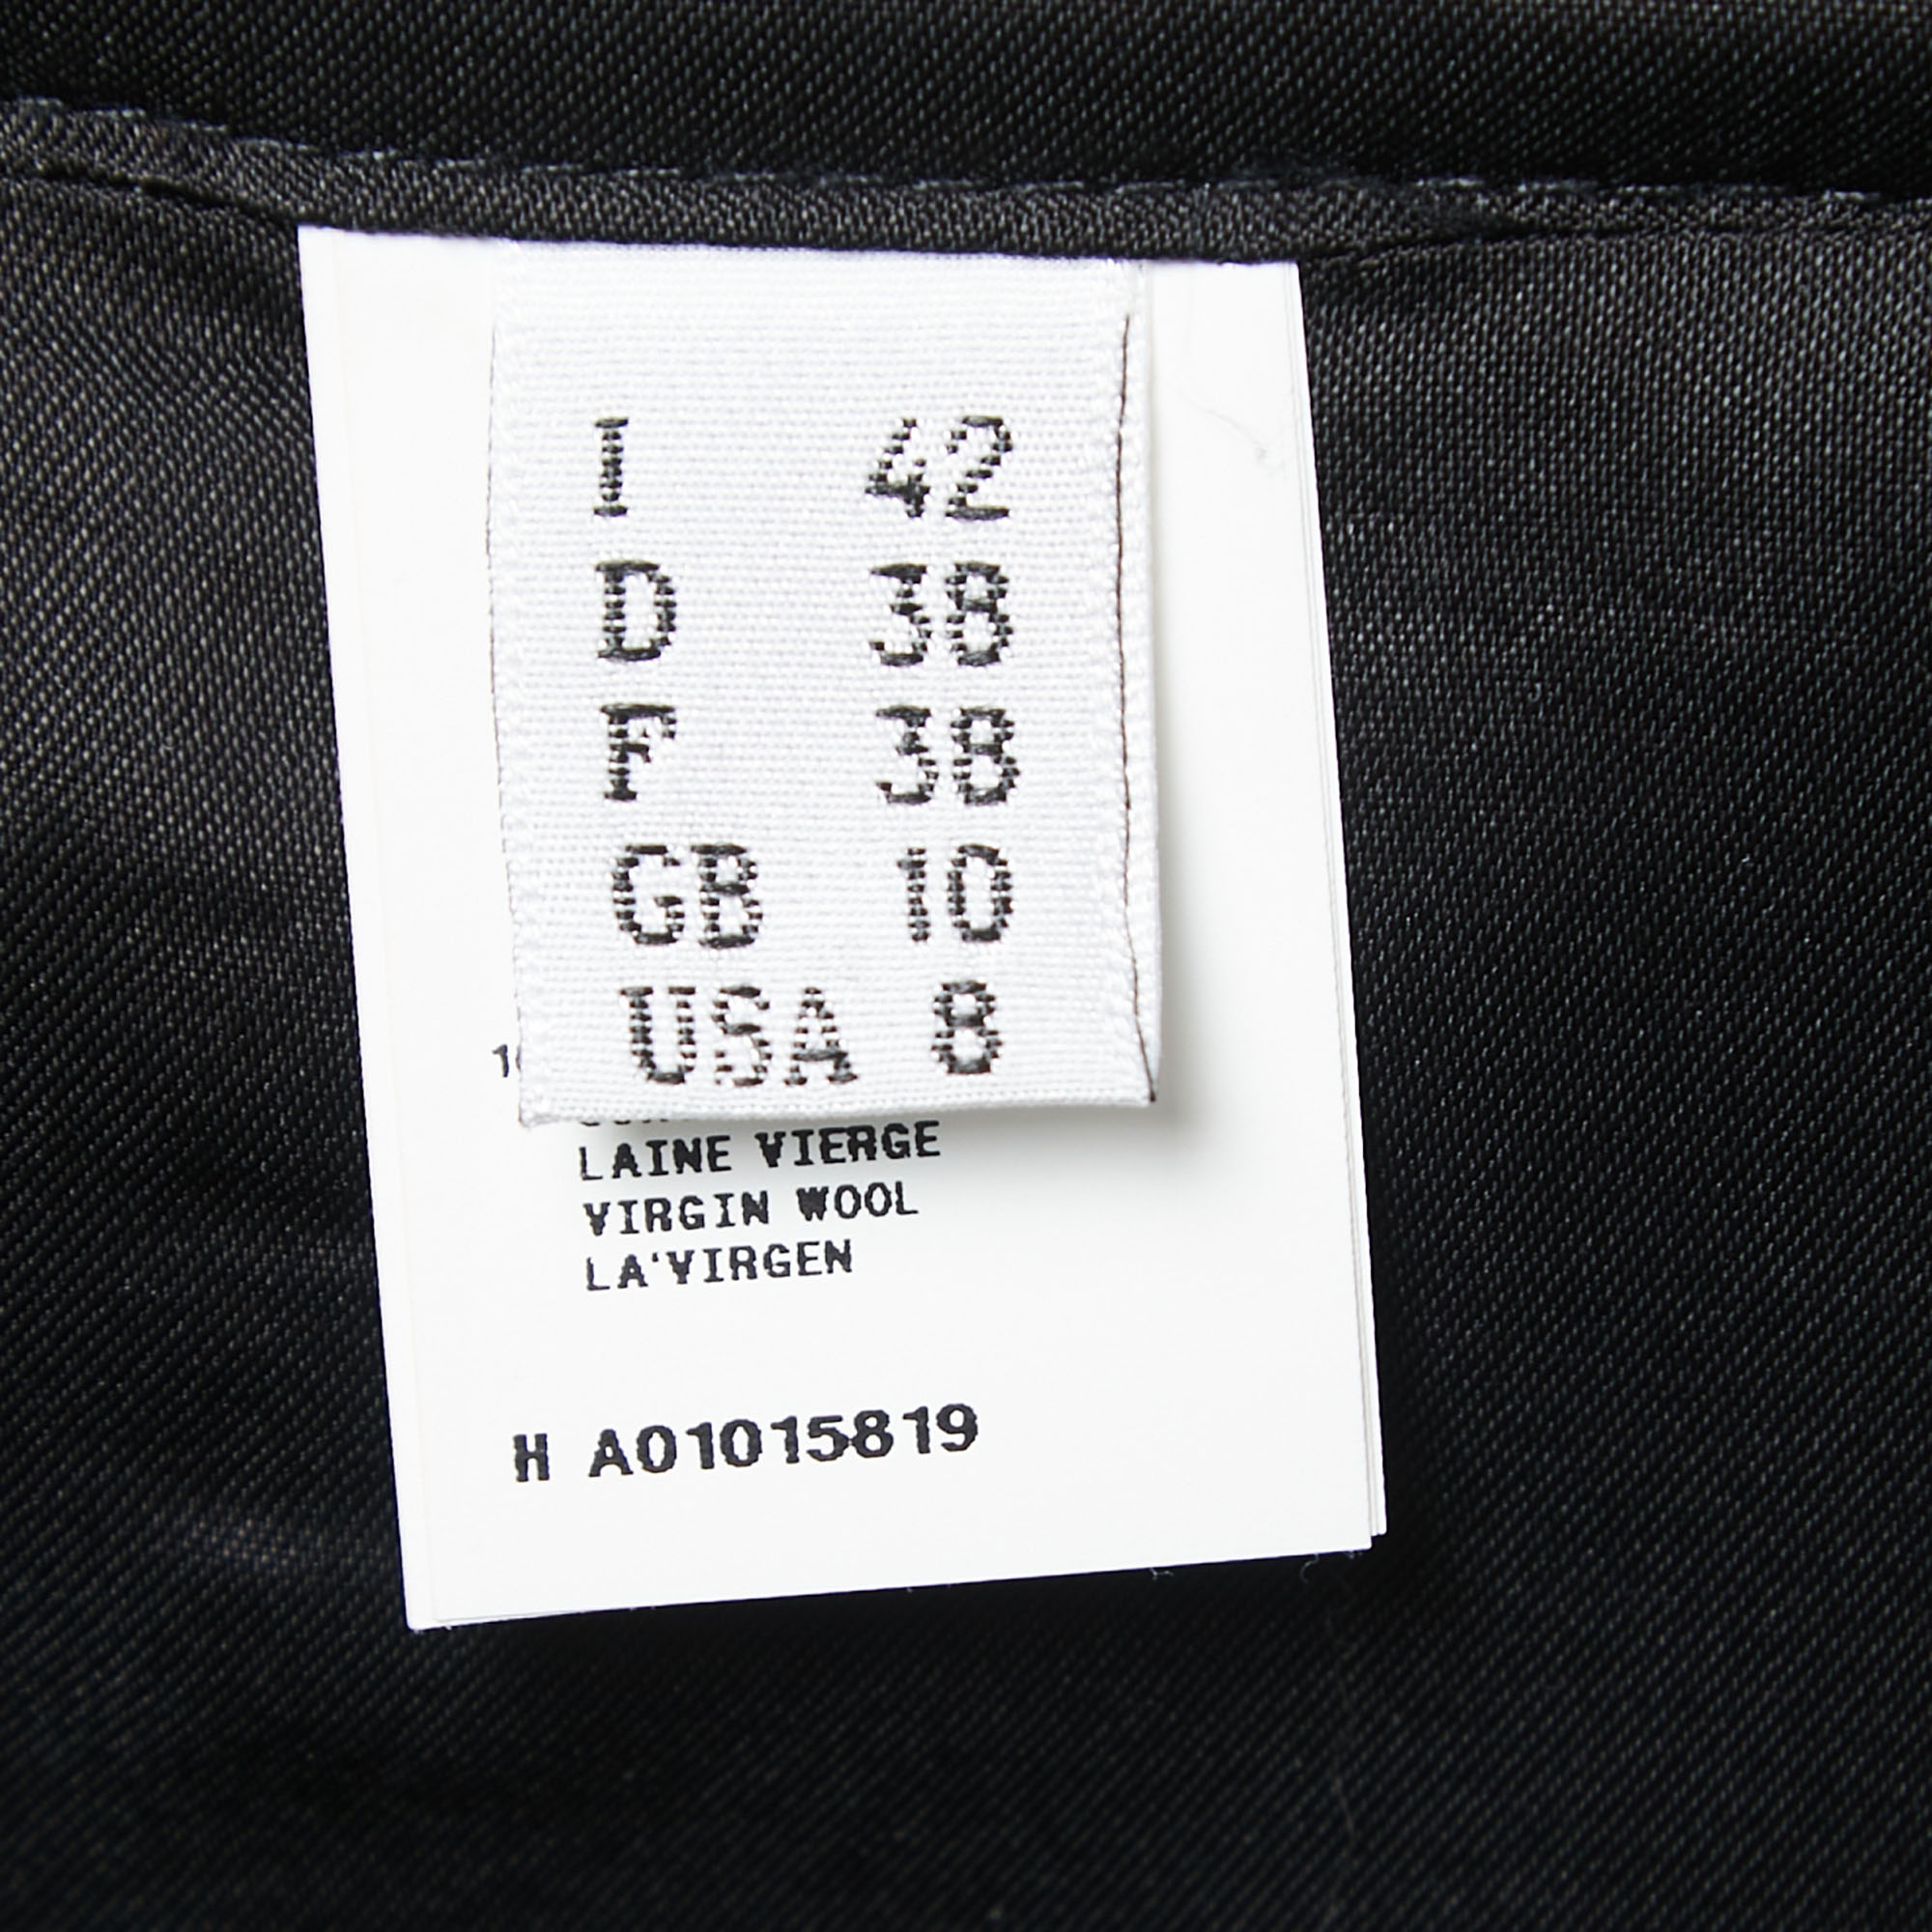 I 42
D 38
F 38
GB 10
USA 8
LAINE VIERGE
VIRGIN WOOL
LA'VIRGEN
H A01015819